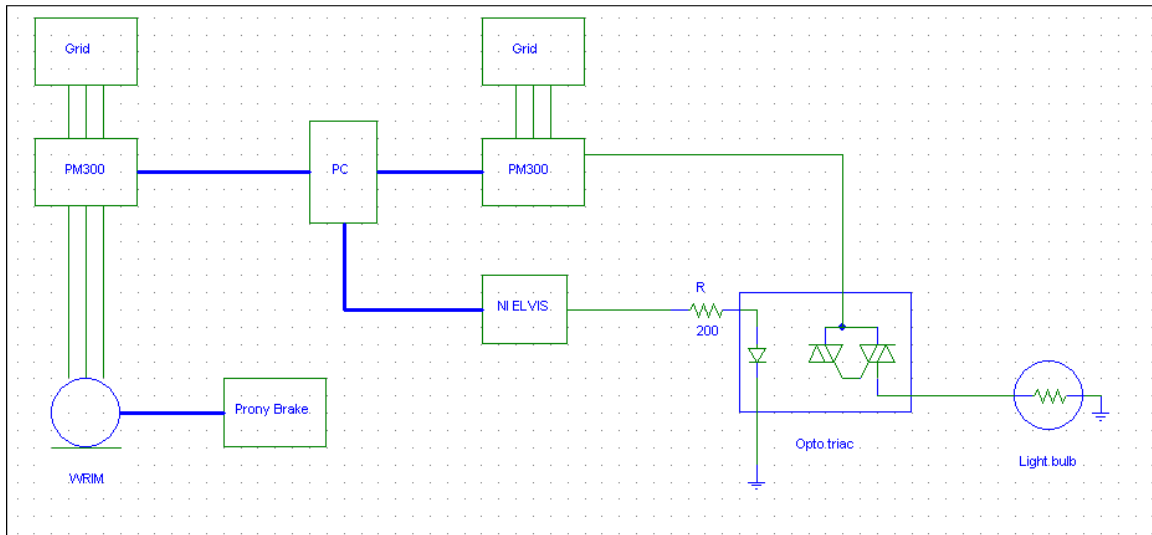 Grid
Grid
PM300
PC
PM300
NI ELVIS
R
200
Prony Brake
Opto triac
WRIM
Light bulb